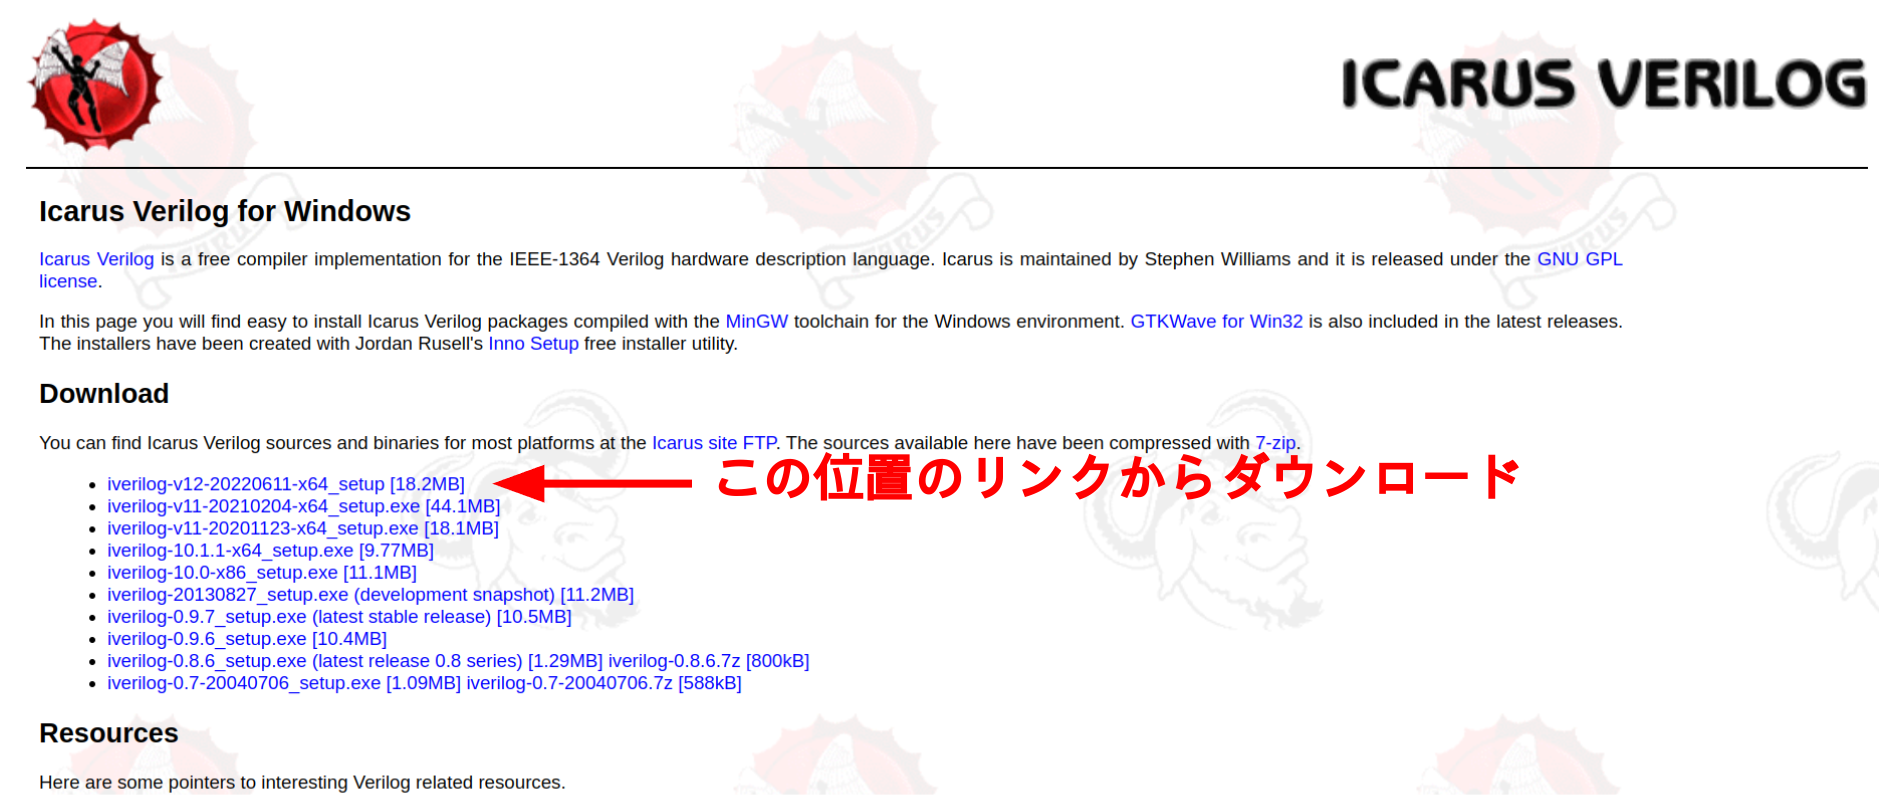 ICARUS VERILOG
Icarus Verilog for Windows
Icarus Verilog is a free compiler implementation for the IEEE-1364 Verilog hardware description language. Icarus is maintained by Stephen Williams and it is released under the GNU GPL
license.
In this page you will find easy to install Icarus Verilog packages compiled with the MinGW toolchain for the Windows environment. GTKWave for Win32 is also included in the latest releases.
The installers have been created with Jordan Rusell's Inno Setup free installer utility.
Download
You can find Icarus Verilog sources and binaries for most platforms at the Icarus site FTP. The sources available here have been compressed with 7-zip.
iverilog-v12-20220611-x64_setup [18.2MB]
この位置のリンクからダウンロード
iverilog-v11-20210204-x64_setup.exe [44.1MB]
iverilog-v11-20201123-x64_setup.exe [18.1MB]
iverilog-10.1.1-x64_setup.exe [9.77MB]
iverilog-10.0-x86_setup.exe [11.1MB]
iverilog-20130827_setup.exe (development snapshot) [11.2MB]
iverilog-0.9.7_setup.exe (latest stable release) [10.5MB]
iverilog-0.9.6_setup.exe [10.4MB]
iverilog-0.8.6_setup.exe (latest release 0.8 series) [1.29MB] iverilog-0.8.6.7z [800kB]
iverilog-0.7-20040706_setup.exe [1.09MB] iverilog-0.7-20040706.7z [588kB]
Resources
Here are some pointers to interesting Verilog related resources.